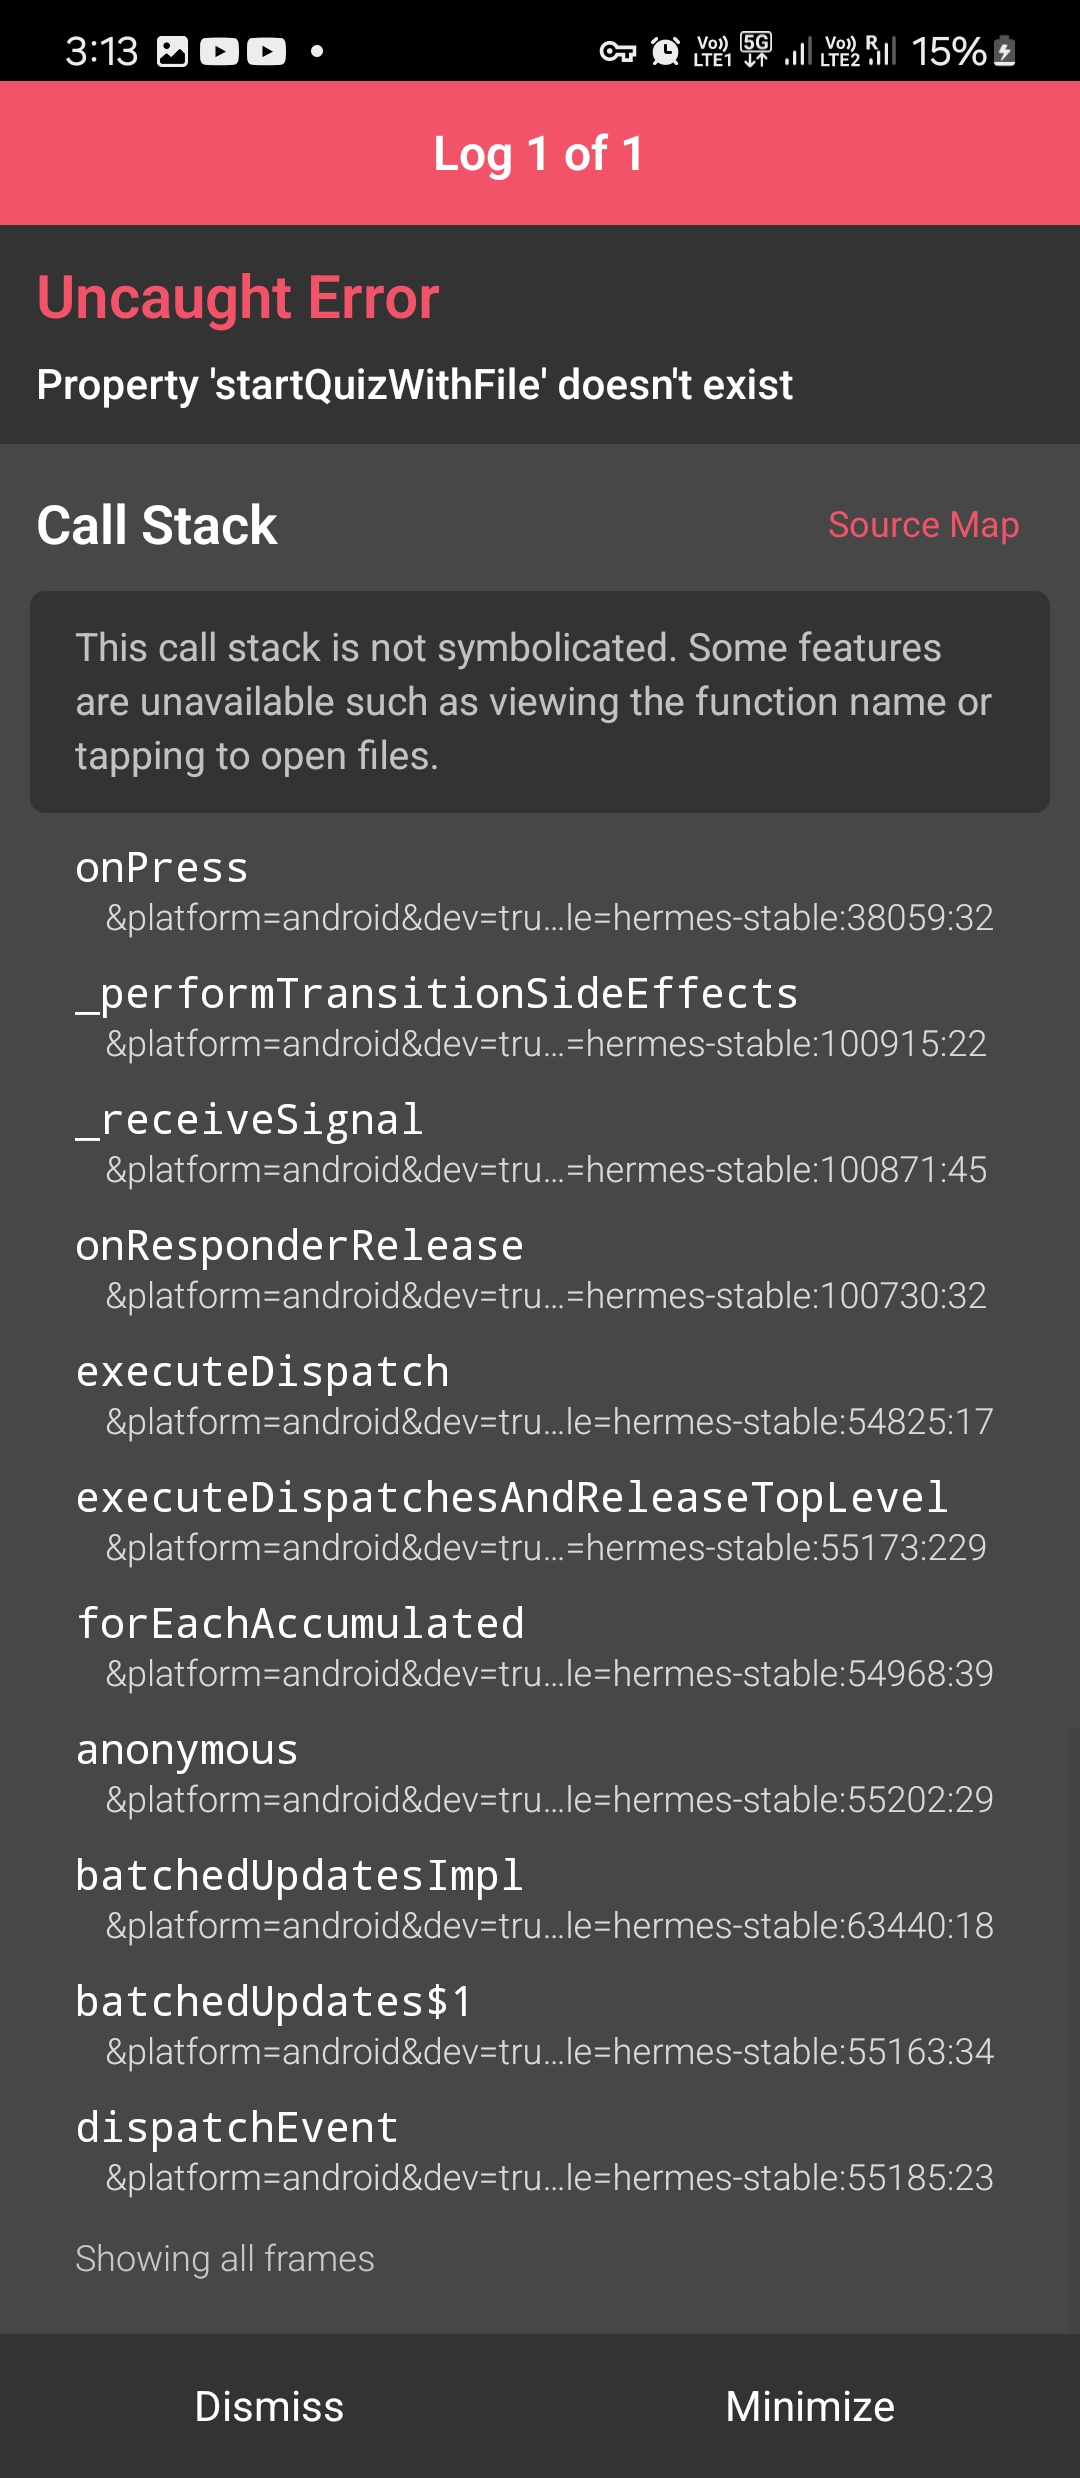 3:13
Vo)) LTE1 5G Vo)) LTE2 R 15%
Log 1 of 1
Uncaught Error
Property 'startQuizWithFile' doesn't exist
Call Stack
Source Map
This call stack is not symbolicated. Some features
are unavailable such as viewing the function name or
tapping to open files.
onPress
&platform=android&dev=tru...le=hermes-stable:38059:32
_performTransitionSideEffects
&platform=android&dev=tru...=hermes-stable:100915:22
_receiveSignal
&platform=android&dev=tru...=hermes-stable:100871:45
onResponderRelease
&platform=android&dev=tru...=hermes-stable:100730:32
executeDispatch
&platform=android&dev=tru...le=hermes-stable:54825:17
executeDispatchesAndReleaseTopLevel
&platform=android&dev=tru...=hermes-stable:55173:229
forEachAccumulated
&platform=android&dev=tru...le=hermes-stable:54968:39
anonymous
&platform=android&dev=tru...le=hermes-stable:55202:29
batchedUpdatesImpl
&platform=android&dev=tru...le=hermes-stable:63440:18
batchedUpdates$1
&platform=android&dev=tru...le=hermes-stable:55163:34
dispatchEvent
&platform=android&dev=tru...le=hermes-stable:55185:23
Showing all frames
Dismiss
Minimize